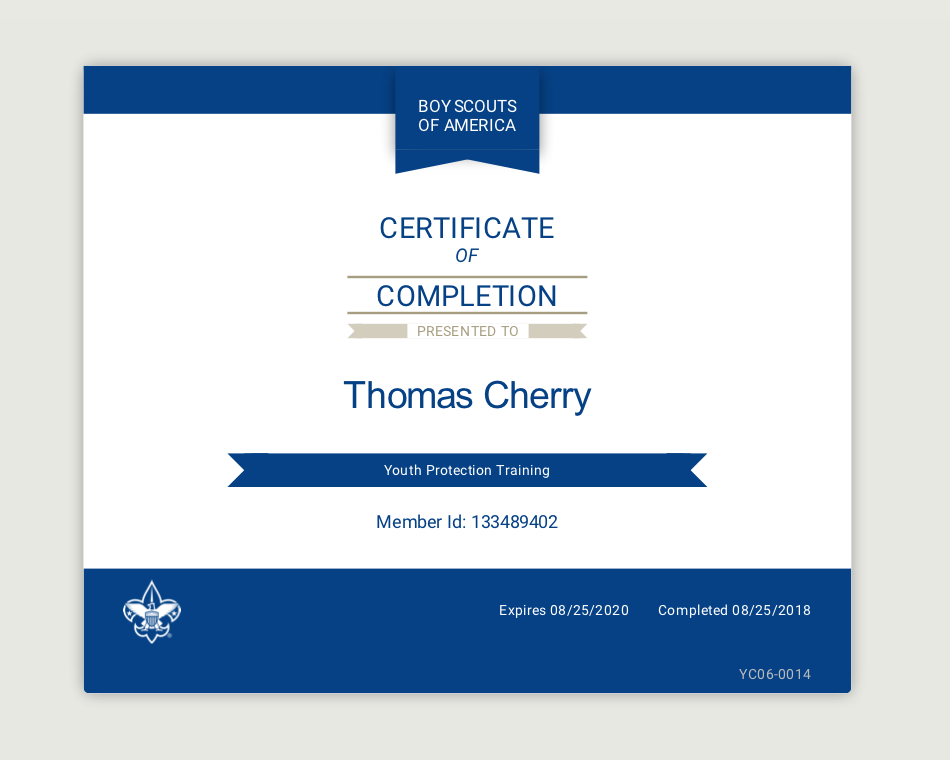 BOY SCOUTS
OF AMERICA
CERTIFICATE
OF
COMPLETION
PRESENTED TO
Thomas Cherry
Youth Protection Training
Member Id: 133489402
Expires 08/25/2020 Completed 08/25/2018
YC06-0014